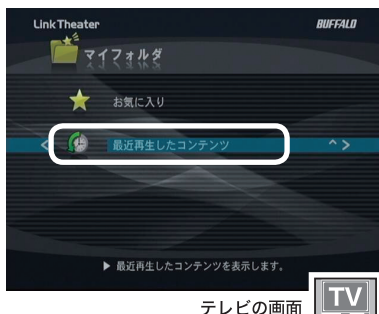 LinkTheater
BUFFALO
マイフォルダ
お気に入り
最近再生したコンテンツ
▶ 最近再生したコンテンツを表示します。
テレビの画面
TV